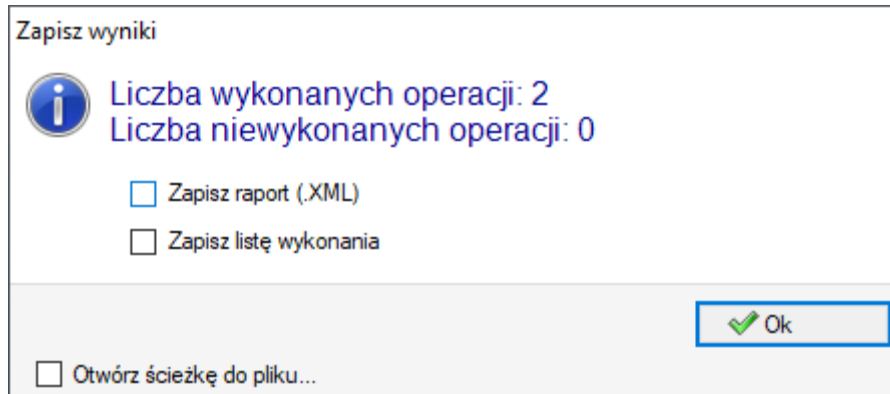 Zapisz wyniki
Liczba wykonanych operacji: 2
Liczba niewykonanych operacji: 0
Zapisz raport (.XML)
Zapisz listę wykonania
Ok
Otwórz ścieżkę do pliku...